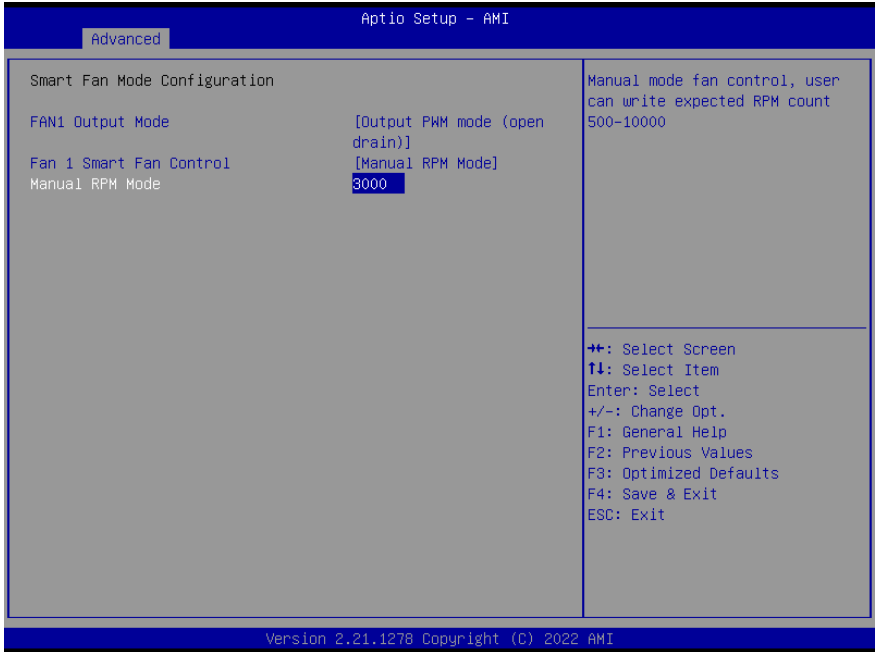 Aptio Setup – AMI
Advanced
Smart Fan Mode Configuration
FAN1 Output Mode [Output PWM mode (open
drain)]
Fan 1 Smart Fan Control [Manual RPM Mode]
Manual RPM Mode 3000
Manual mode fan control, user
can write expected RPM count
500-10000
→←: Select Screen
↑↓: Select Item
Enter: Select
+/-: Change Opt.
F1: General Help
F2: Previous Values
F3: Optimized Defaults
F4: Save & Exit
ESC: Exit
Version 2.21.1278 Copyright (C) 2022 AMI